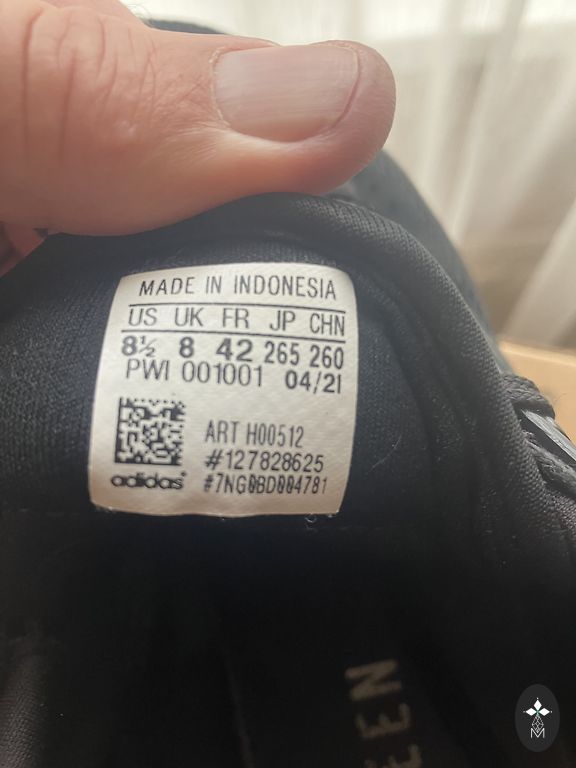 MADE IN INDONESIA
US UK FR JP CHN
8½ 8 42 265 260
PWI 001001 04/21
ART H00512
#127828625
#7NG0BD004781
adidas
EEN
M